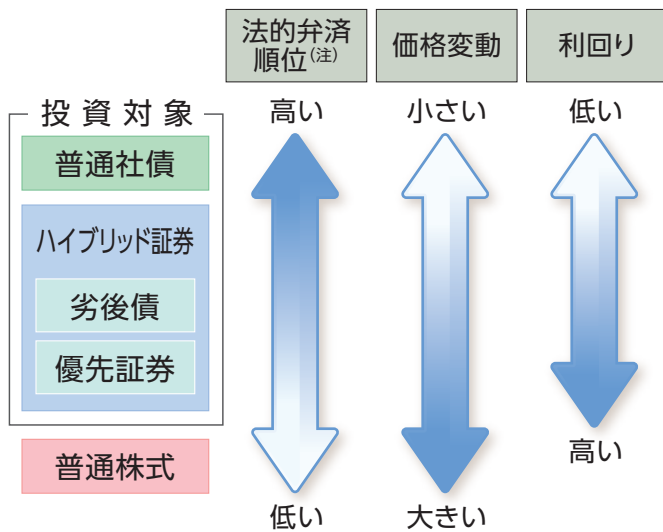 法的弁済
順位(注)
価格変動
利回り
投資対象
高い
小さい
低い
普通社債
ハイブリッド証券
劣後債
優先証券
普通株式
高い
低い
大きい